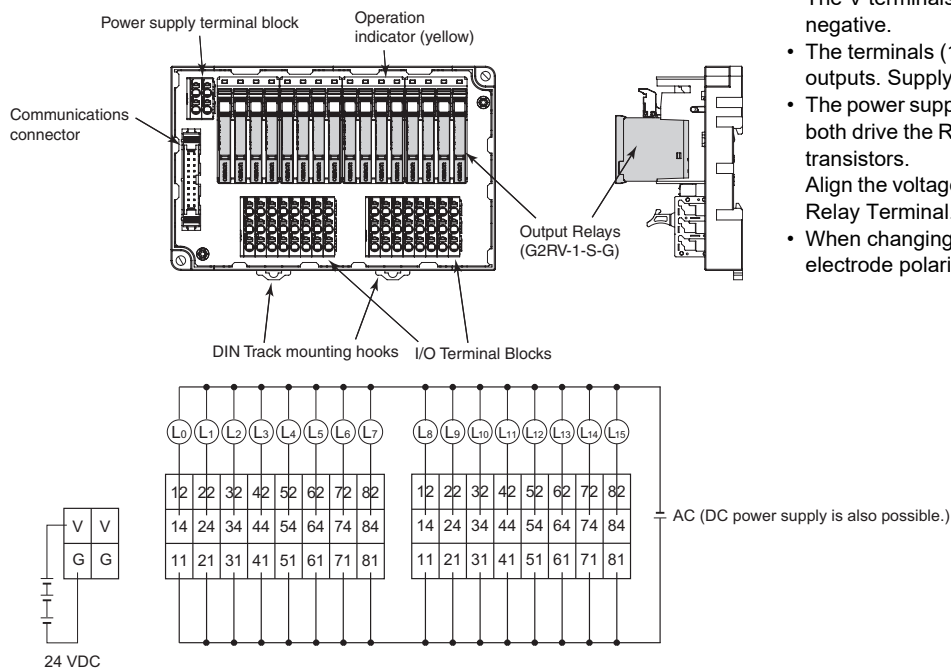 Power supply terminal block
Operation
indicator (yellow)
Communications
connector
Output Relays
(G2RV-1-S-G)
DIN Track mounting hooks
I/O Terminal Blocks
negative.
• The terminals (1
outputs. Supply
• The power supp
both drive the R
transistors.
Align the voltage
Relay Terminal.
• When changing
electrode polari
L0 L1 L2 L3 L4 L5 L6 L7 L8 L9 L10 L11 L12 L13 L14 L15
12 22 32 42 52 62 72 82 12 22 32 42 52 62 72 82
V V 14 24 34 44 54 64 74 84 14 24 34 44 54 64 74 84
AC (DC power supply is also possible.)
G G 11 21 31 41 51 61 71 81 11 21 31 41 51 61 71 81
24 VDC